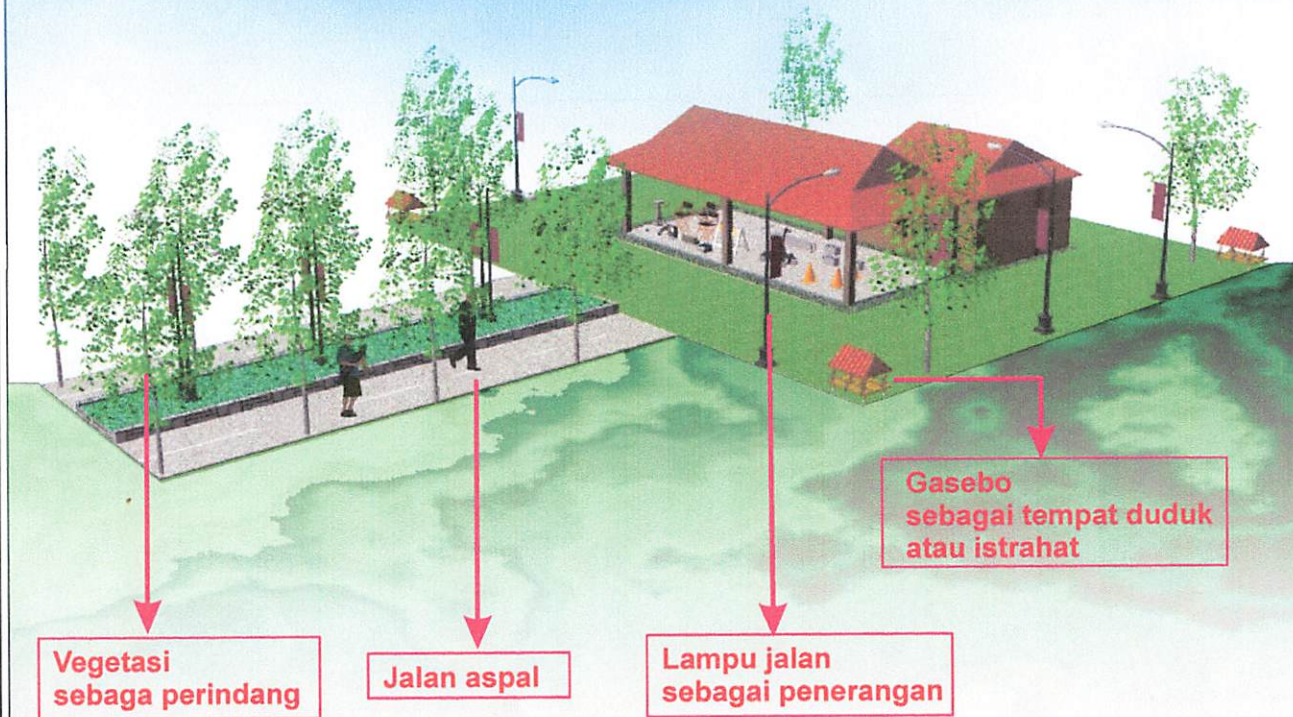 Gasebo
sebagai tempat duduk
atau istrahat
Vegetasi
sebaga perindang
Jalan aspal
Lampu jalan
sebagai penerangan